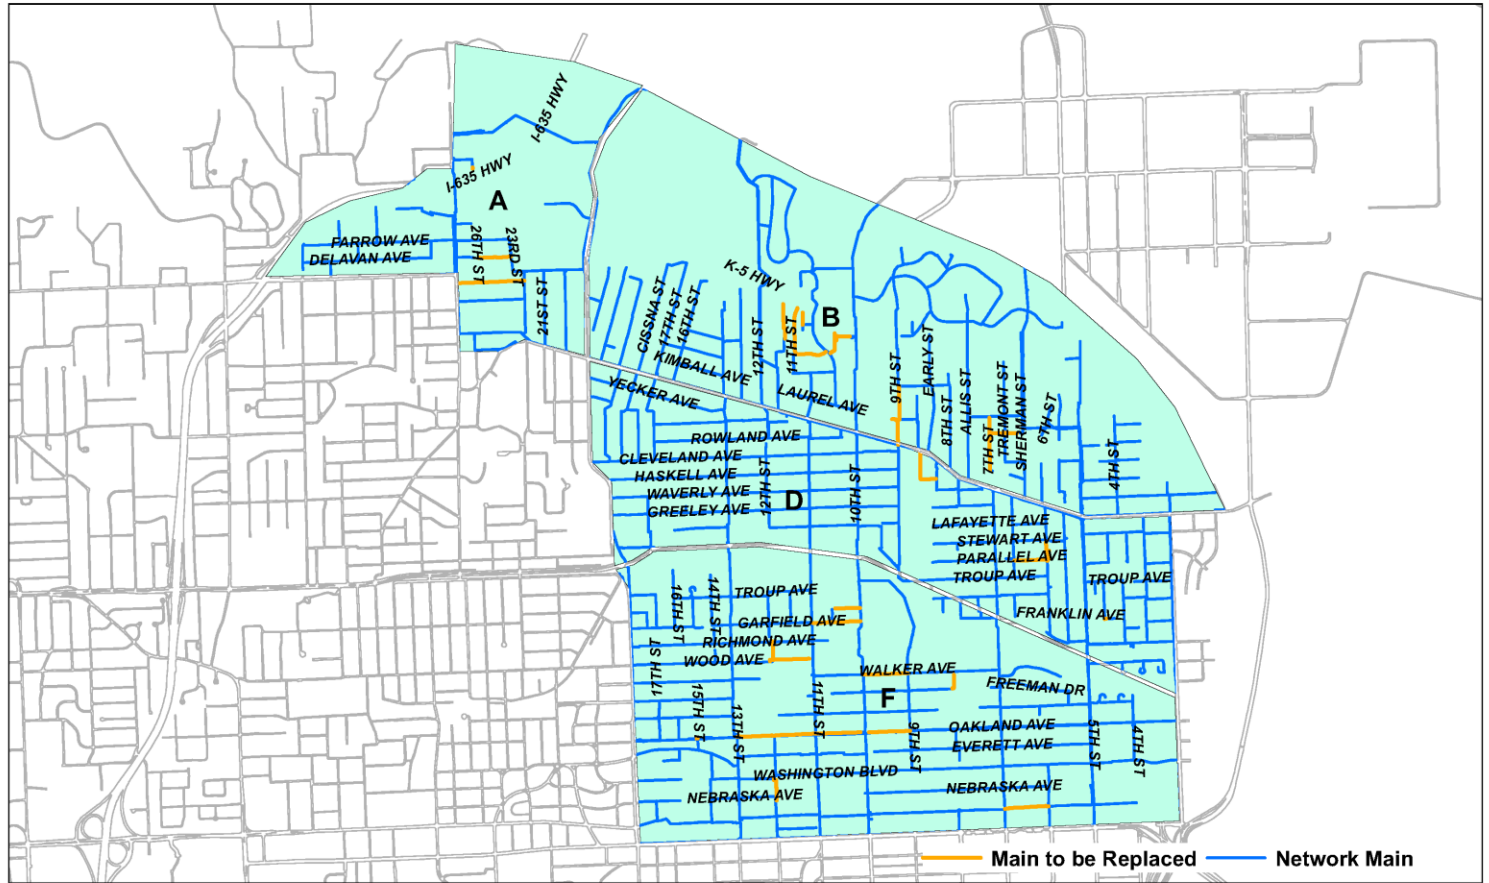 I-635 HWY
I-635 HWY
A
FARROW AVE
DELAVAN AVE
26TH ST
23RD ST
21ST ST
K-5 HWY
CISSNA ST
17TH ST
16TH ST
KIMBALL AVE
12TH ST
11TH ST
B
YECKER AVE
LAUREL AVE
9TH ST
EARLY ST
8TH ST
ALLIS ST
7TH ST
TREMONT ST
SHERMAN ST
6TH ST
4TH ST
ROWLAND AVE
CLEVELAND AVE
HASKELL AVE
WAVERLY AVE
GREELEY AVE
12TH ST
D
10TH ST
LAFAYETTE AVE
STEWART AVE
PARALLEL AVE
TROUP AVE
TROUP AVE
FRANKLIN AVE
16TH ST
14TH ST
TROUP AVE
GARFIELD AVE
RICHMOND AVE
WOOD AVE
17TH ST
15TH ST
13TH ST
11TH ST
WALKER AVE
F
FREEMAN DR
9TH ST
OAKLAND AVE
EVERETT AVE
5TH ST
4TH ST
WASHINGTON BLVD
NEBRASKA AVE
NEBRASKA AVE
Main to be Replaced
Network Main